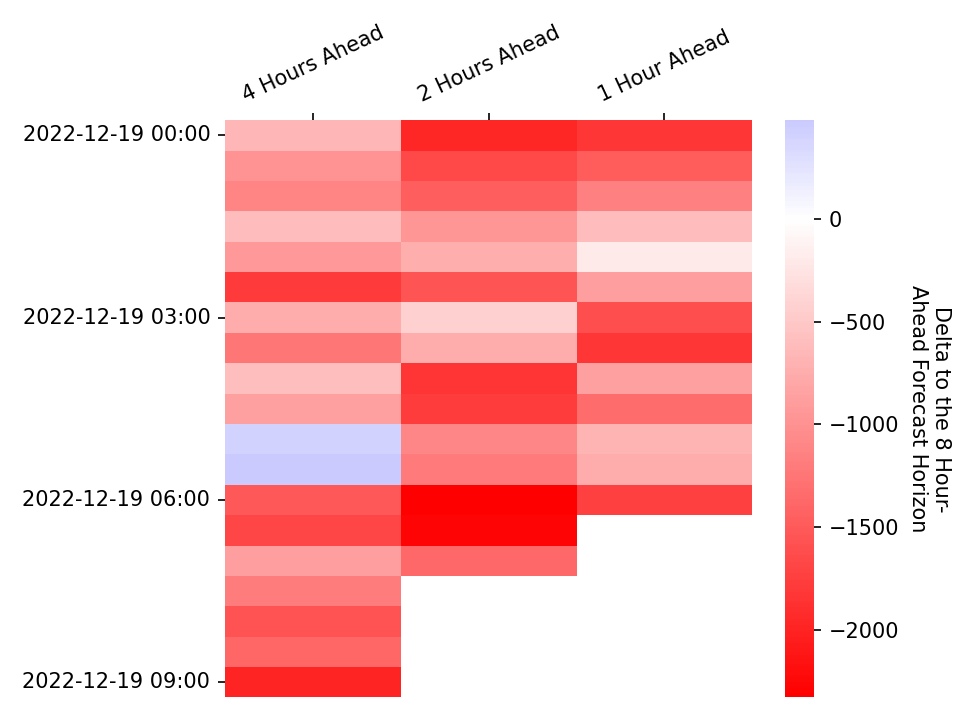 4 Hours Ahead
2 Hours Ahead
1 Hour Ahead
2022-12-19 00:00
2022-12-19 03:00
2022-12-19 06:00
2022-12-19 09:00
0
−500
−1000
−1500
−2000
Delta to the 8 Hour-
Ahead Forecast Horizon